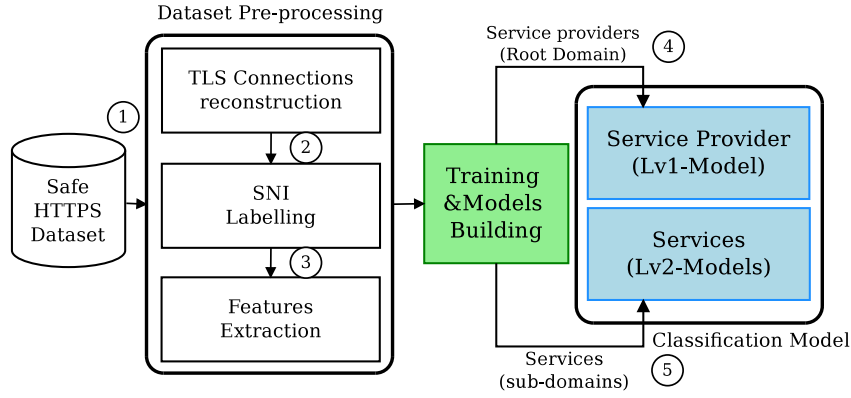 Dataset Pre-processing
1
Safe
HTTPS
Dataset
TLS Connections
reconstruction
2
SNI
Labelling
3
Features
Extraction
Training
&Models
Building
Service providers
(Root Domain)
4
Service Provider
(Lv1-Model)
Services
(Lv2-Models)
Classification Model
Services
(sub-domains)
5